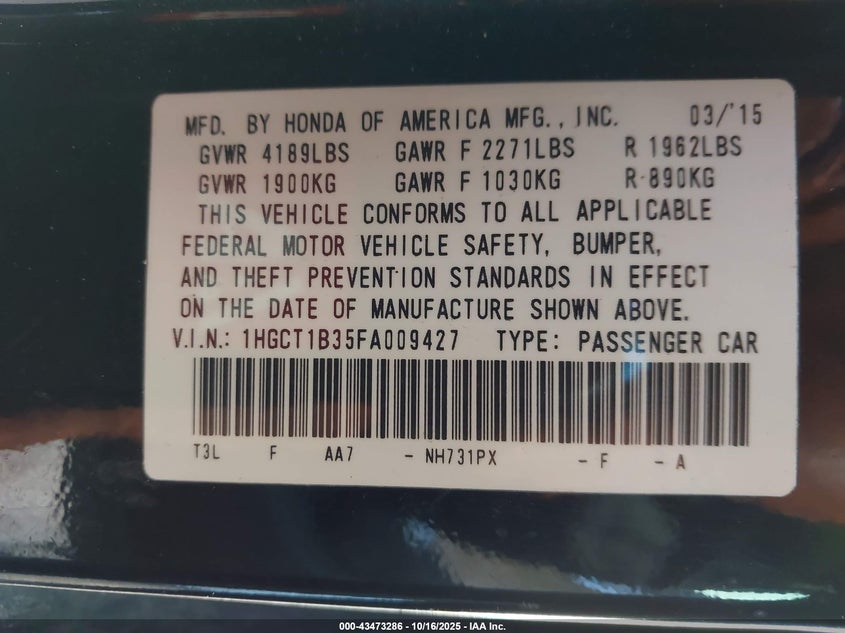 MFD. BY HONDA OF AMERICA MFG., INC. 03/'15
GVWR 4189LBS GAWR F 2271LBS R 1962LBS
GVWR 1900KG GAWR F 1030KG R 890KG
THIS VEHICLE CONFORMS TO ALL APPLICABLE
FEDERAL MOTOR VEHICLE SAFETY, BUMPER,
AND THEFT PREVENTION STANDARDS IN EFFECT
ON THE DATE OF MANUFACTURE SHOWN ABOVE.
V.I.N.: 1HGCT1B35FA009427 TYPE: PASSENGER CAR
T3L F AA7 - NH731PX - F - A
000-43473286 - 10/16/2025 - IAA Inc.